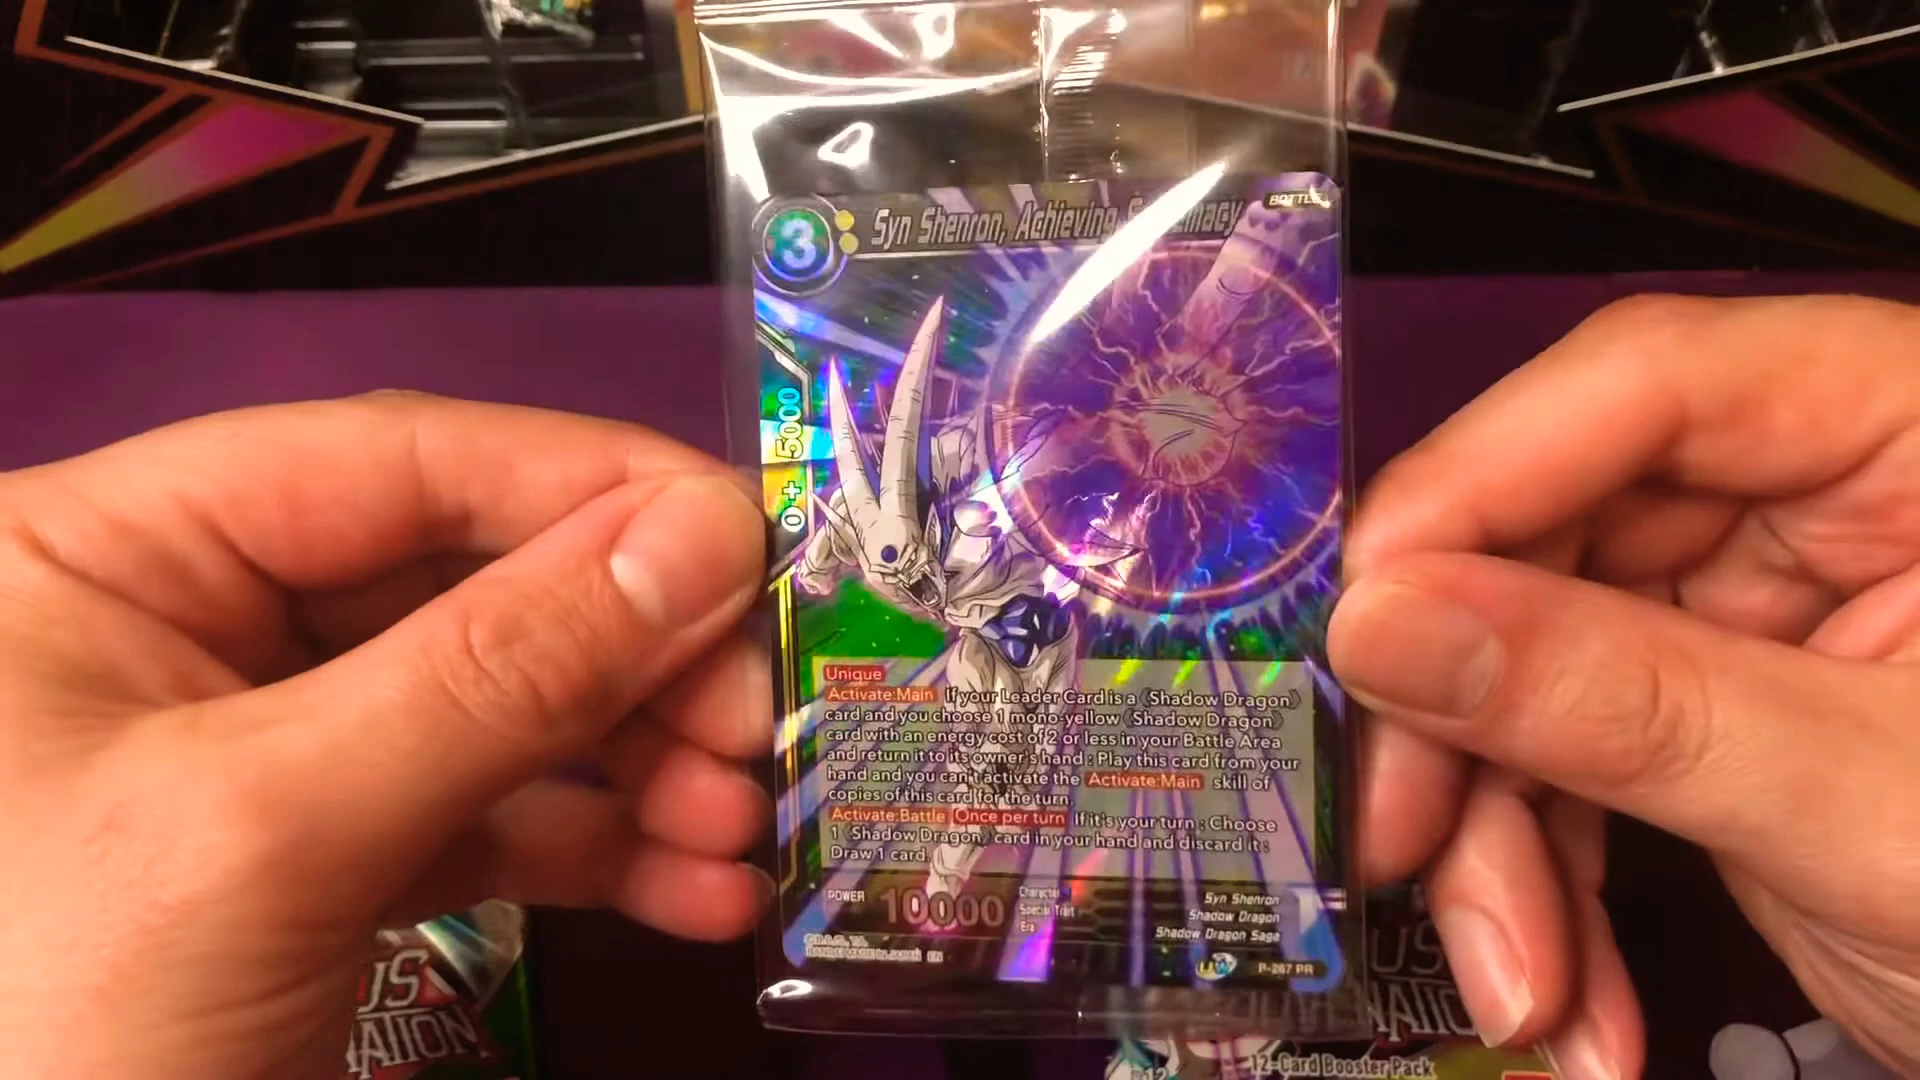 BATTLE
3
Syn Shenron, Achieving
0+ 5000
Unique
Activate:Main If your Leader Card is a 《Shadow Dragon》
card and you choose 1 mono-yellow 《Shadow Dragon》
card with an energy cost of 2 or less in your Battle Area
and return it to its owner's hand : Play this card from your
hand and you can't activate the Activate:Main skill of
copies of this card for the turn.
Activate:Battle Once per turn If it's your turn : Choose
1 《Shadow Dragon》 card in your hand and discard it :
Draw 1 card.
POWER 10000
Character Syn Shenron
Special Trait Shadow Dragon
Era Shadow Dragon Saga
BANDAI MADE IN JAPAN EN
P-267 PR
12-Card Booster Pack